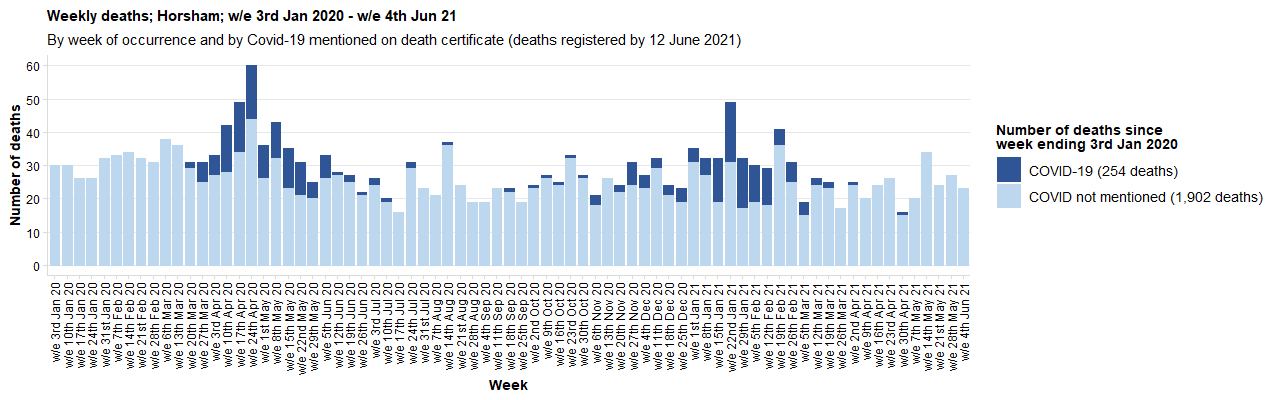 Weekly deaths; Horsham; w/e 3rd Jan 2020 - w/e 4th Jun 21
By week of occurrence and by Covid-19 mentioned on death certificate (deaths registered by 12 June 2021)
Number of deaths
60
50
40
30
20
10
0
w/e 3rd Jan 20
w/e 10th Jan 20
w/e 17th Jan 20
w/e 24th Jan 20
w/e 31st Jan 20
w/e 7th Feb 20
w/e 14th Feb 20
w/e 21st Feb 20
w/e 28th Feb 20
w/e 6th Mar 20
w/e 13th Mar 20
w/e 20th Mar 20
w/e 27th Mar 20
w/e 3rd Apr 20
w/e 10th Apr 20
w/e 17th Apr 20
w/e 24th Apr 20
w/e 1st May 20
w/e 8th May 20
w/e 15th May 20
w/e 22nd May 20
w/e 29th May 20
w/e 5th Jun 20
w/e 12th Jun 20
w/e 19th Jun 20
w/e 26th Jun 20
w/e 3rd Jul 20
w/e 10th Jul 20
w/e 17th Jul 20
w/e 24th Jul 20
w/e 31st Jul 20
w/e 7th Aug 20
w/e 14th Aug 20
w/e 21st Aug 20
w/e 28th Aug 20
w/e 4th Sep 20
w/e 11th Sep 20
w/e 18th Sep 20
w/e 25th Sep 20
w/e 2nd Oct 20
w/e 9th Oct 20
w/e 16th Oct 20
w/e 23rd Oct 20
w/e 30th Oct 20
w/e 6th Nov 20
w/e 13th Nov 20
w/e 20th Nov 20
w/e 27th Nov 20
w/e 4th Dec 20
w/e 11th Dec 20
w/e 18th Dec 20
w/e 25th Dec 20
w/e 1st Jan 21
w/e 8th Jan 21
w/e 15th Jan 21
w/e 22nd Jan 21
w/e 29th Jan 21
w/e 5th Feb 21
w/e 12th Feb 21
w/e 19th Feb 21
w/e 26th Feb 21
w/e 5th Mar 21
w/e 12th Mar 21
w/e 19th Mar 21
w/e 26th Mar 21
w/e 2nd Apr 21
w/e 9th Apr 21
w/e 16th Apr 21
w/e 23rd Apr 21
w/e 30th Apr 21
w/e 7th May 21
w/e 14th May 21
w/e 21st May 21
w/e 28th May 21
w/e 4th Jun 21
Week
Number of deaths since
week ending 3rd Jan 2020
COVID-19 (254 deaths)
COVID not mentioned (1,902 deaths)